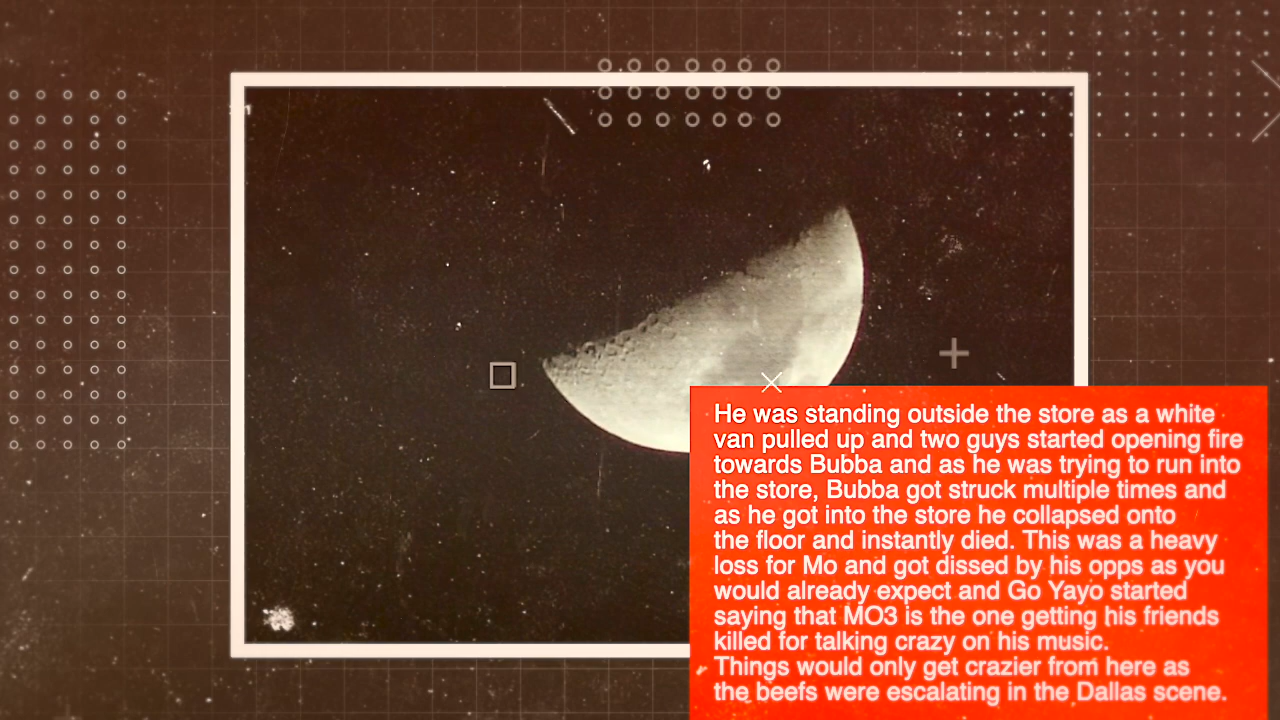 He was standing outside the store as a white
van pulled up and two guys started opening fire
towards Bubba and as he was trying to run into
the store, Bubba got struck multiple times and
as he got into the store he collapsed onto
the floor and instantly died. This was a heavy
loss for Mo and got dissed by his opps as you
would already expect and Go Yayo started
saying that MO3 is the one getting his friends
killed for talking crazy on his music.
Things would only get crazier from here as
the beefs were escalating in the Dallas scene.